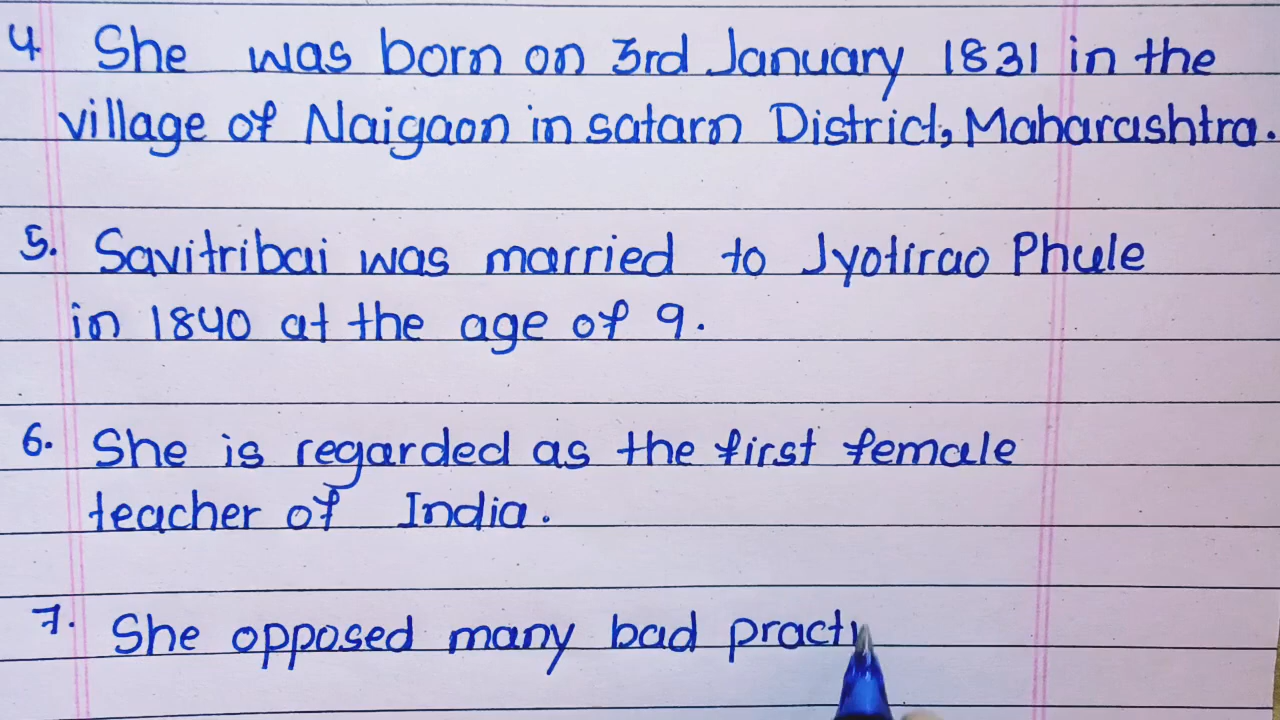 4 She was born on 3rd January 1831 in the
village of Naigaon in satarn District, Maharashtra.
5. Savitribai was married to Jyotirao Phule
in 1840 at the age of 9.
6. She is regarded as the first female
teacher of India.
7. She opposed many bad practi